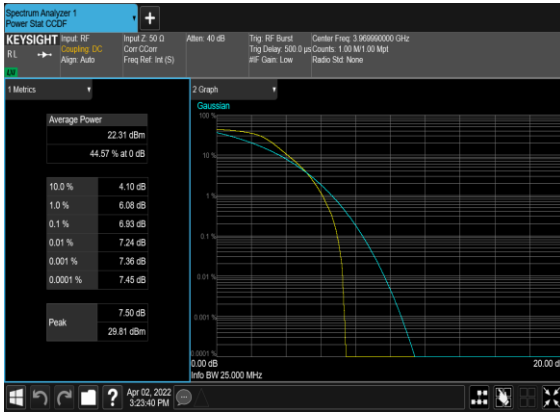 Spectrum Analyzer 1
Power Stat CCDF
KEYSIGHT
RL
LV
Input: RF
Coupling: DC
Align: Auto
Input Z: 50 Ω
Corr CCorr
Freq Ref: Int (S)
Atten: 40 dB
Trig: RF Burst
Trig Delay: 500.0 µs
#IF Gain: Low
Center Freq: 3.969990000 GHz
Counts: 1.00 M/1.00 Mpt
Radio Std: None
1 Metrics
Average Power
22.31 dBm
44.57 % at 0 dB
10.0 % 4.10 dB
1.0 % 6.08 dB
0.1 % 6.93 dB
0.01 % 7.24 dB
0.001 % 7.36 dB
0.0001 % 7.45 dB
Peak
7.50 dB
29.81 dBm
2 Graph
Gaussian
100 %
10 %
1 %
0.1 %
0.01 %
0.001 %
0.0001 %
0.00 dB
20.00 d
Info BW 25.000 MHz
?
Apr 02, 2022
3:23:40 PM